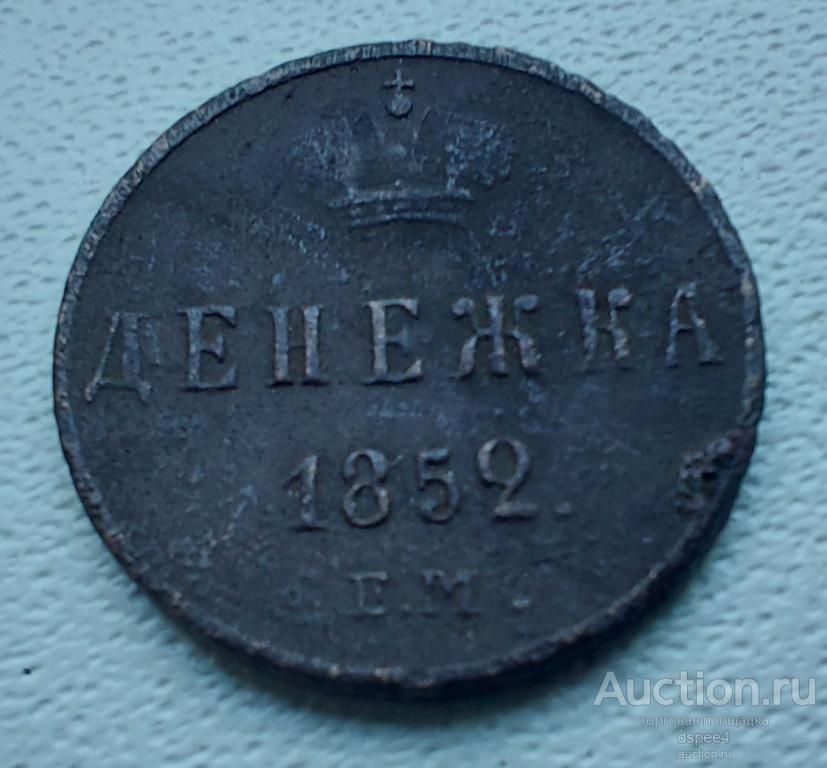 ДЕНЕЖКА
1852.
Е.М.
Auction.ru
торговая площадка
dspee4
auction.ru